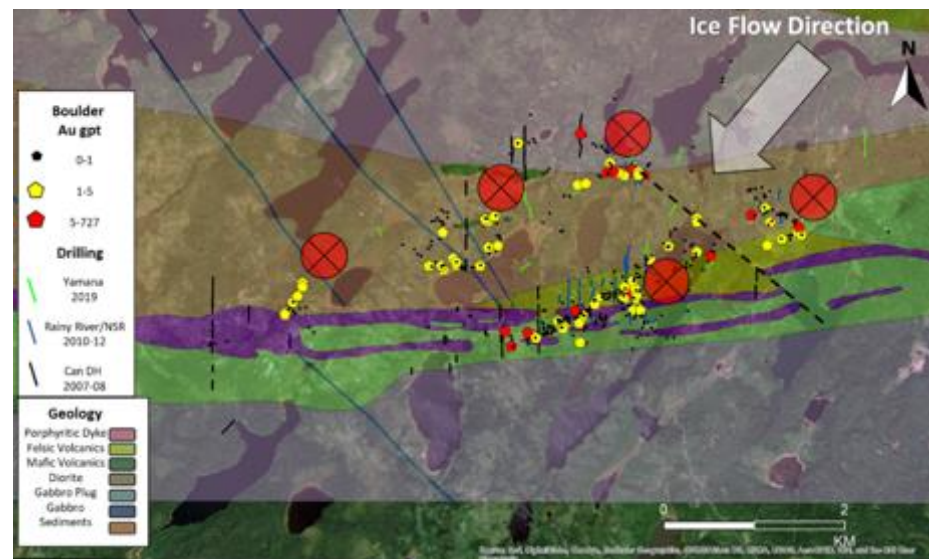 Ice Flow Direction
N
Boulder
Au gpt
0-1
1-5
5-727
Drilling
Yamana
2019
Rainy River/NSR
2010-12
Can DH
2007-08
Geology
Porphyritic Dyke
Felsic Volcanics
Mafic Volcanics
Diorite
Gabbro Plug
Gabbro
Sediments
0 2
KM